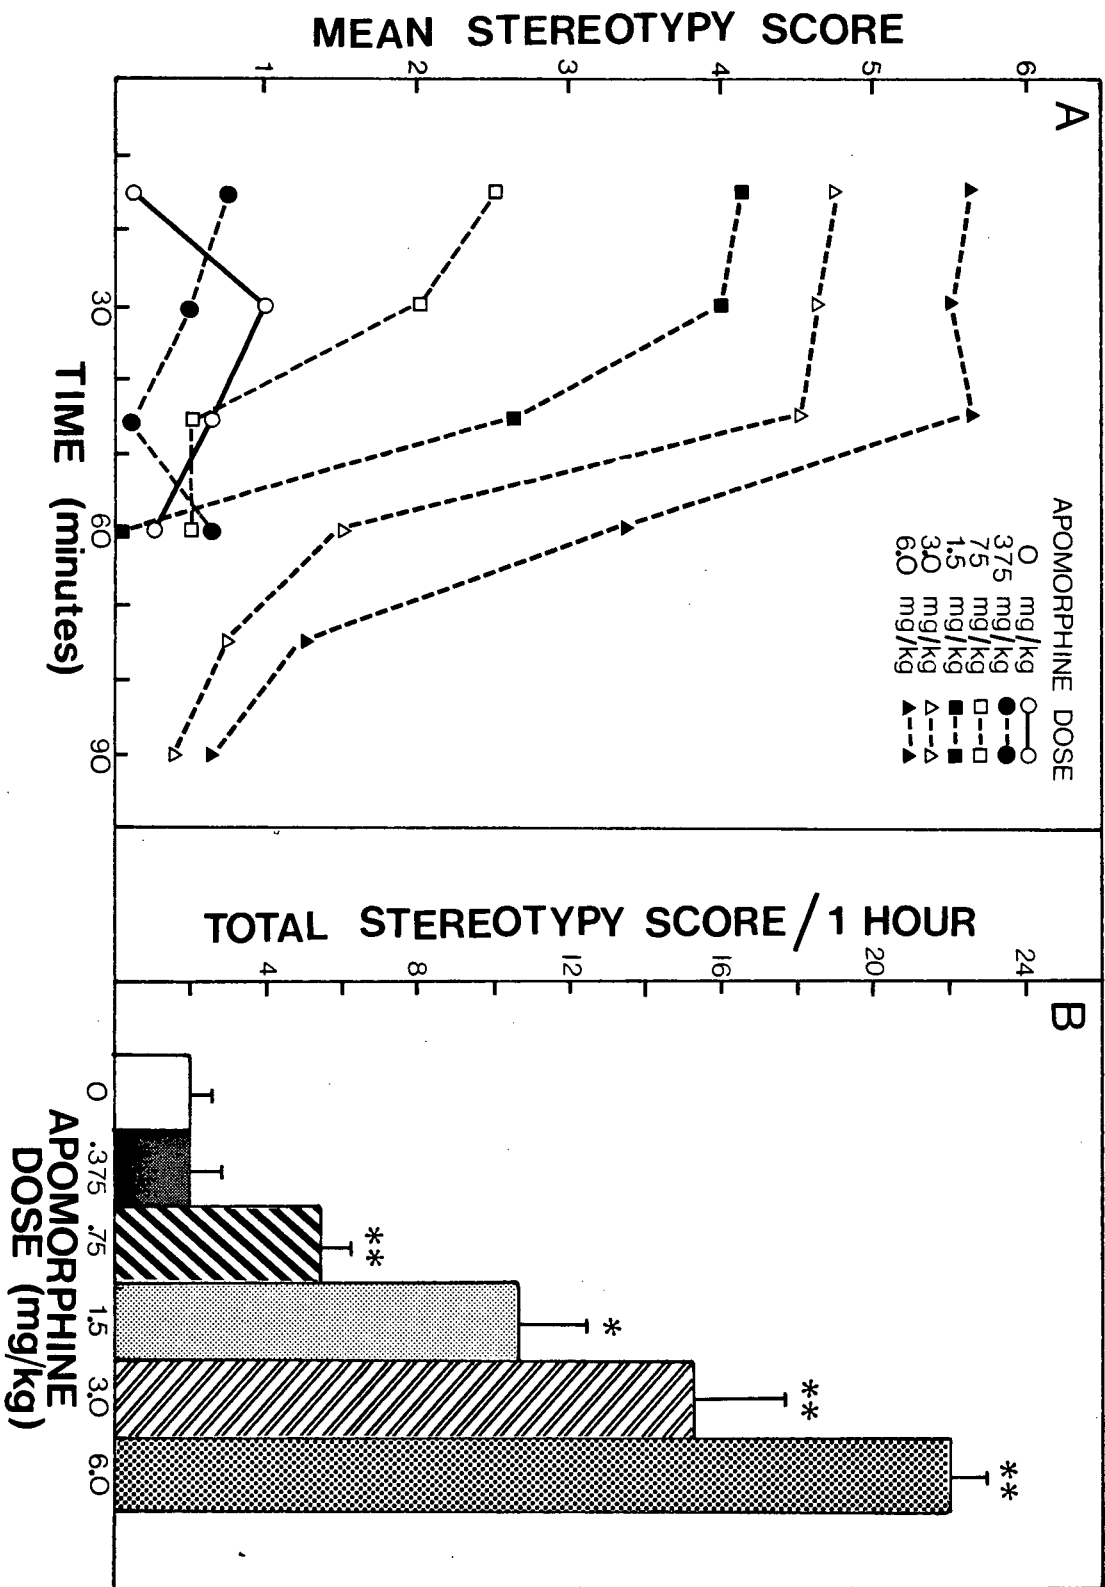 A
MEAN STEREOTYPY SCORE
6
5
4
3
2
1
APOMORPHINE DOSE
0 mg/kg
375 mg/kg
75 mg/kg
1.5 mg/kg
3.0 mg/kg
6.0 mg/kg
30 60 90
TIME (minutes)
B
TOTAL STEREOTYPY SCORE/1 HOUR
24
20
16
12
8
4
**
*
**
**
0 .375 .75 1.5 3.0 6.0
APOMORPHINE
DOSE (mg/kg)